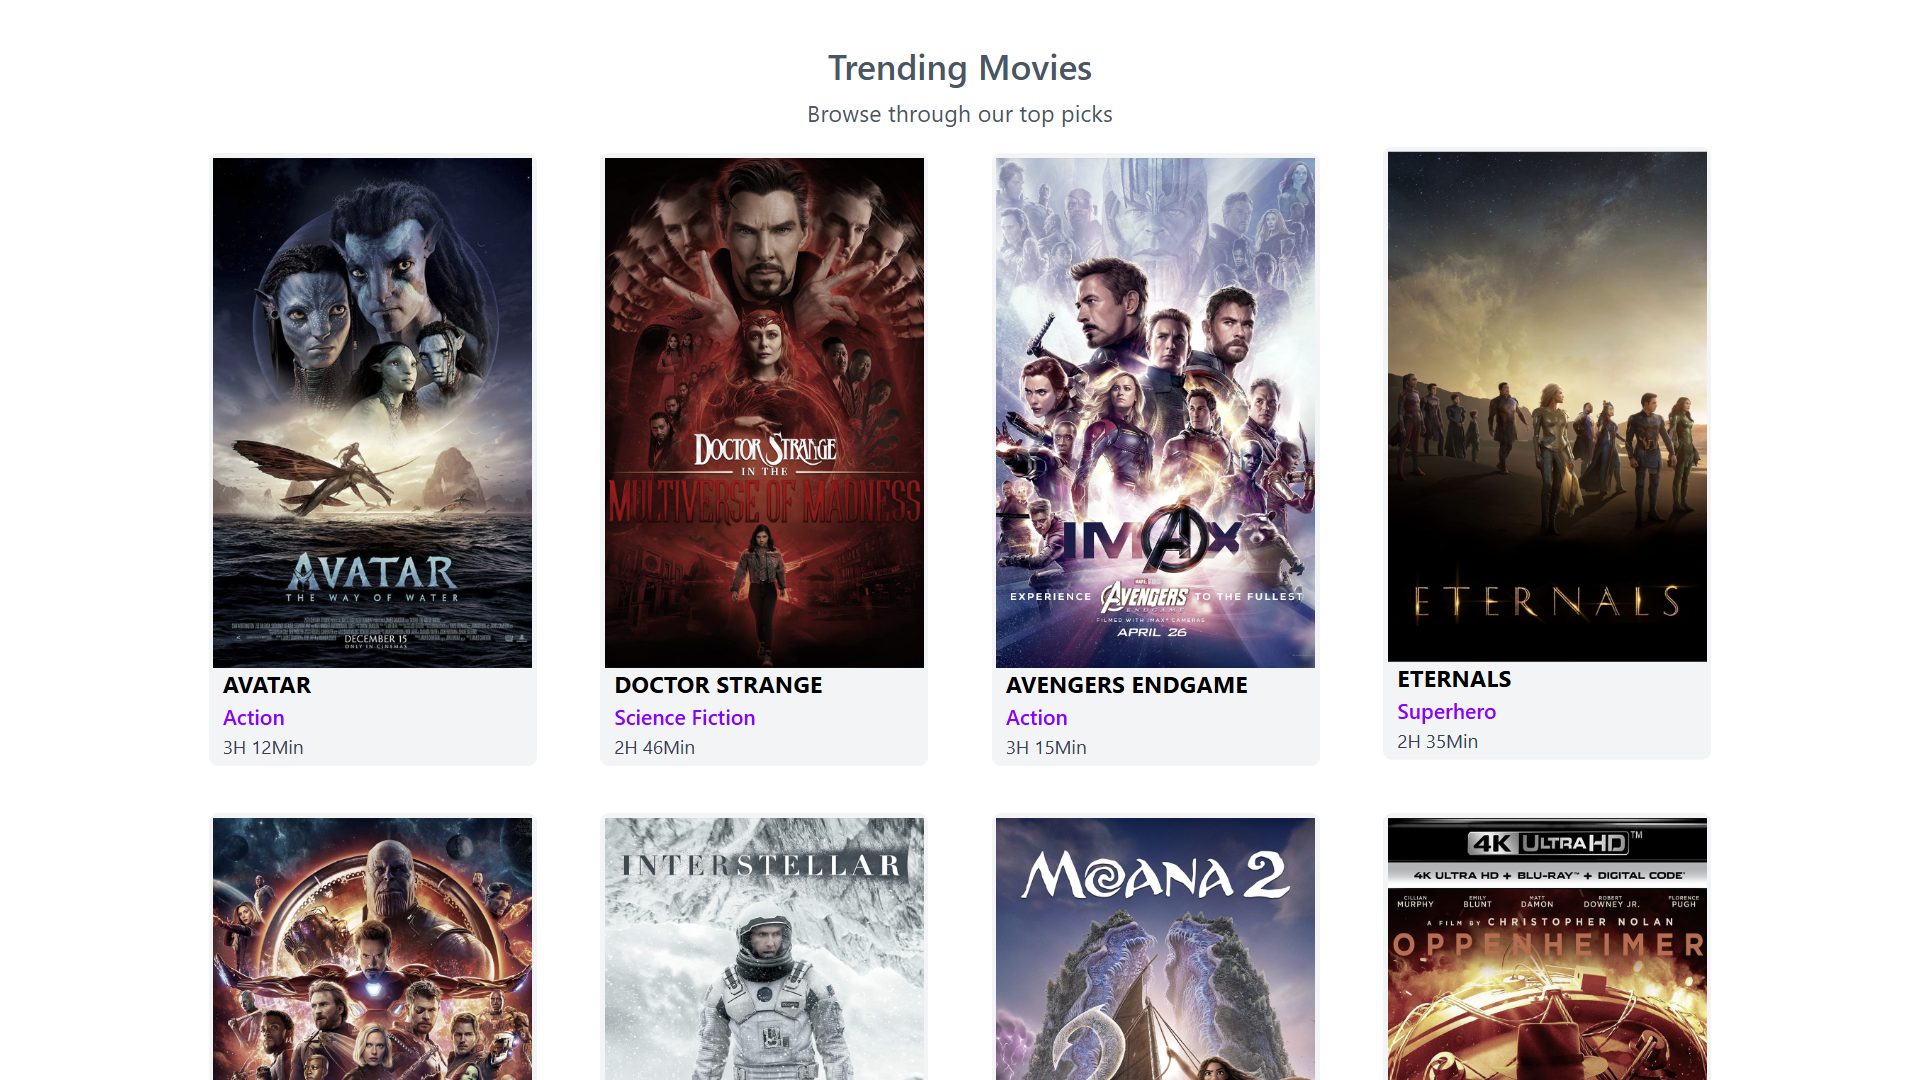 Trending Movies
Browse through our top picks
AVATAR
THE WAY OF WATER
DECEMBER 15
ONLY IN CINEMAS
AVATAR
Action
3H 12Min
DOCTOR STRANGE
IN THE
MULTIVERSE OF MADNESS
DOCTOR STRANGE
Science Fiction
2H 46Min
IMAX
EXPERIENCE AVENGERS TO THE FULLEST
ENDGAME
FILMED WITH IMAX CAMERAS
APRIL 26
AVENGERS ENDGAME
Action
3H 15Min
ETERNALS
ETERNALS
Superhero
2H 35Min
INTERSTELLAR
MOANA 2
4K ULTRA HD™
4K ULTRA HD + BLU-RAY™ + DIGITAL CODE*
CILLIAN MURPHY
EMILY BLUNT
MATT DAMON
ROBERT DOWNEY JR.
FLORENCE PUGH
A FILM BY CHRISTOPHER NOLAN
OPPENHEIMER